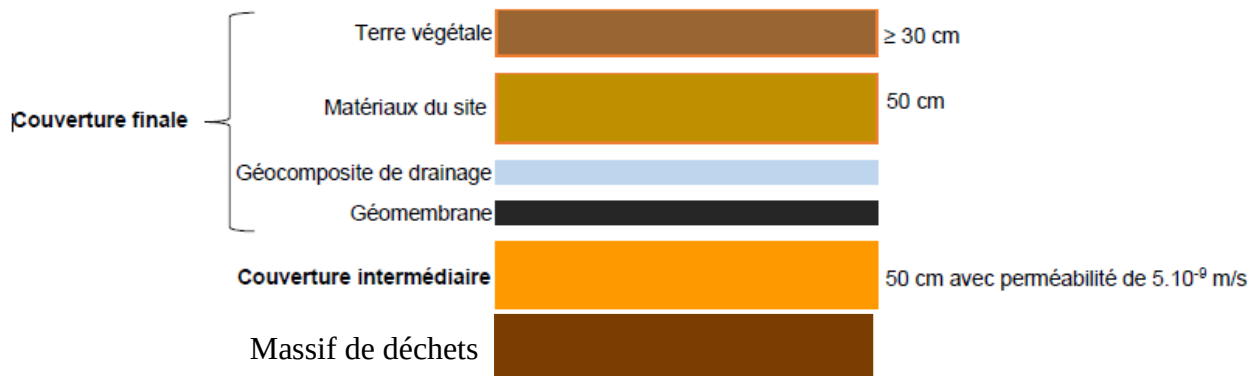 Terre végétale
≥ 30 cm
Matériaux du site
50 cm
Couverture finale
Géocomposite de drainage
Géomembrane
Couverture intermédiaire
50 cm avec perméabilité de 5.10⁻⁹ m/s
Massif de déchets